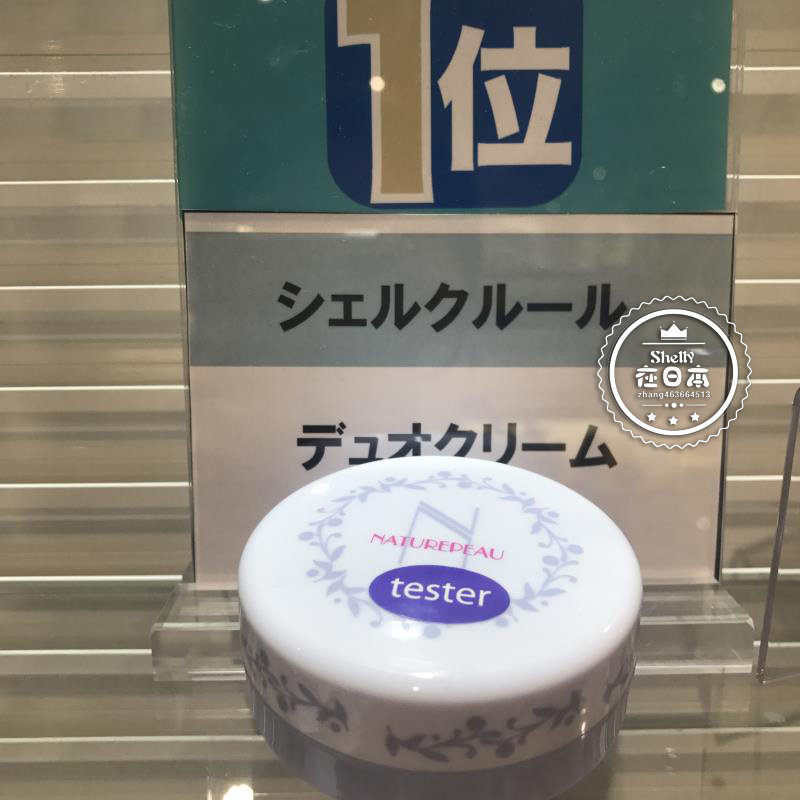 1位
シェルクルール
デュオクリーム
Shelly
在日本
zhang463664513
N
NATUREPEAU
tester